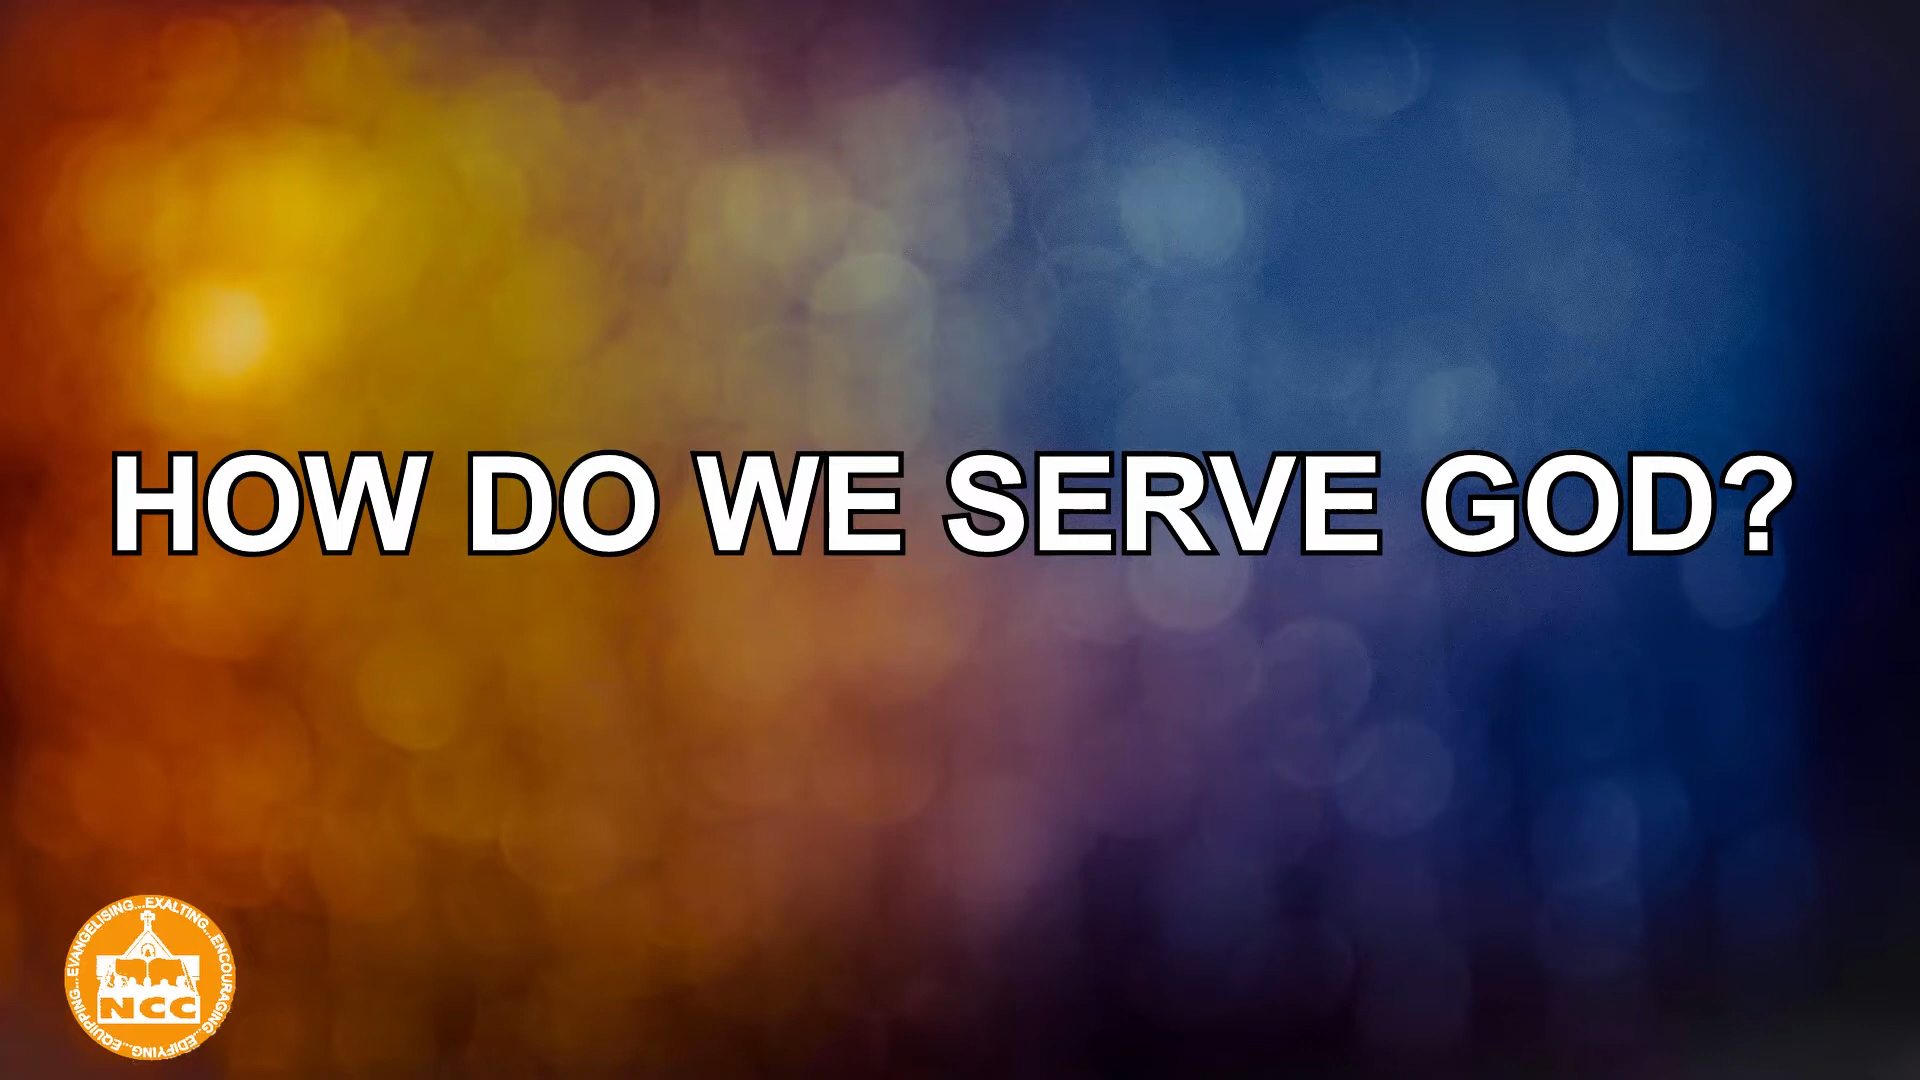 HOW DO WE SERVE GOD?
EVANGELISING...EXALTING...ENCOURAGING...EDIFYING...EQUIPPING...
NCC